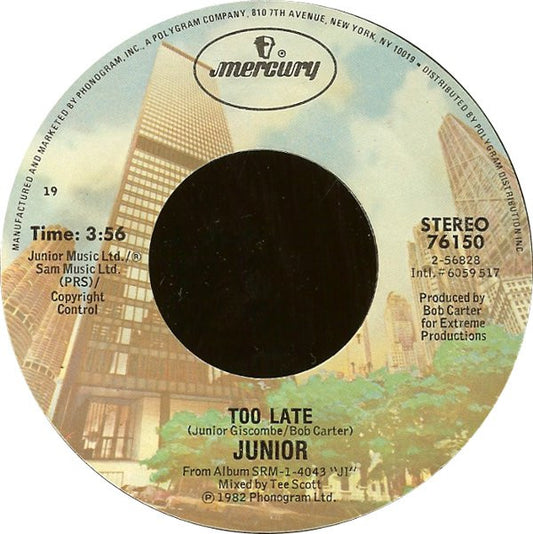 MANUFACTURED AND MARKETED BY PHONOGRAM, INC., A POLYGRAM COMPANY, 810 7TH AVENUE, NEW YORK, NY 10019 • DISTRIBUTED BY POLYGRAM DISTRIBUTION INC.
mercury ®
19
Time: 3:56
Junior Music Ltd./®
Sam Music Ltd.
(PRS)/
Copyright
Control
STEREO
76150
2-56828
Intl. #6059 517
Produced by
Bob Carter
for Extreme
Productions
TOO LATE
(Junior Giscombe/Bob Carter)
JUNIOR
From Album SRM-1-4043 "JI"
Mixed by Tee Scott
℗ 1982 Phonogram Ltd.